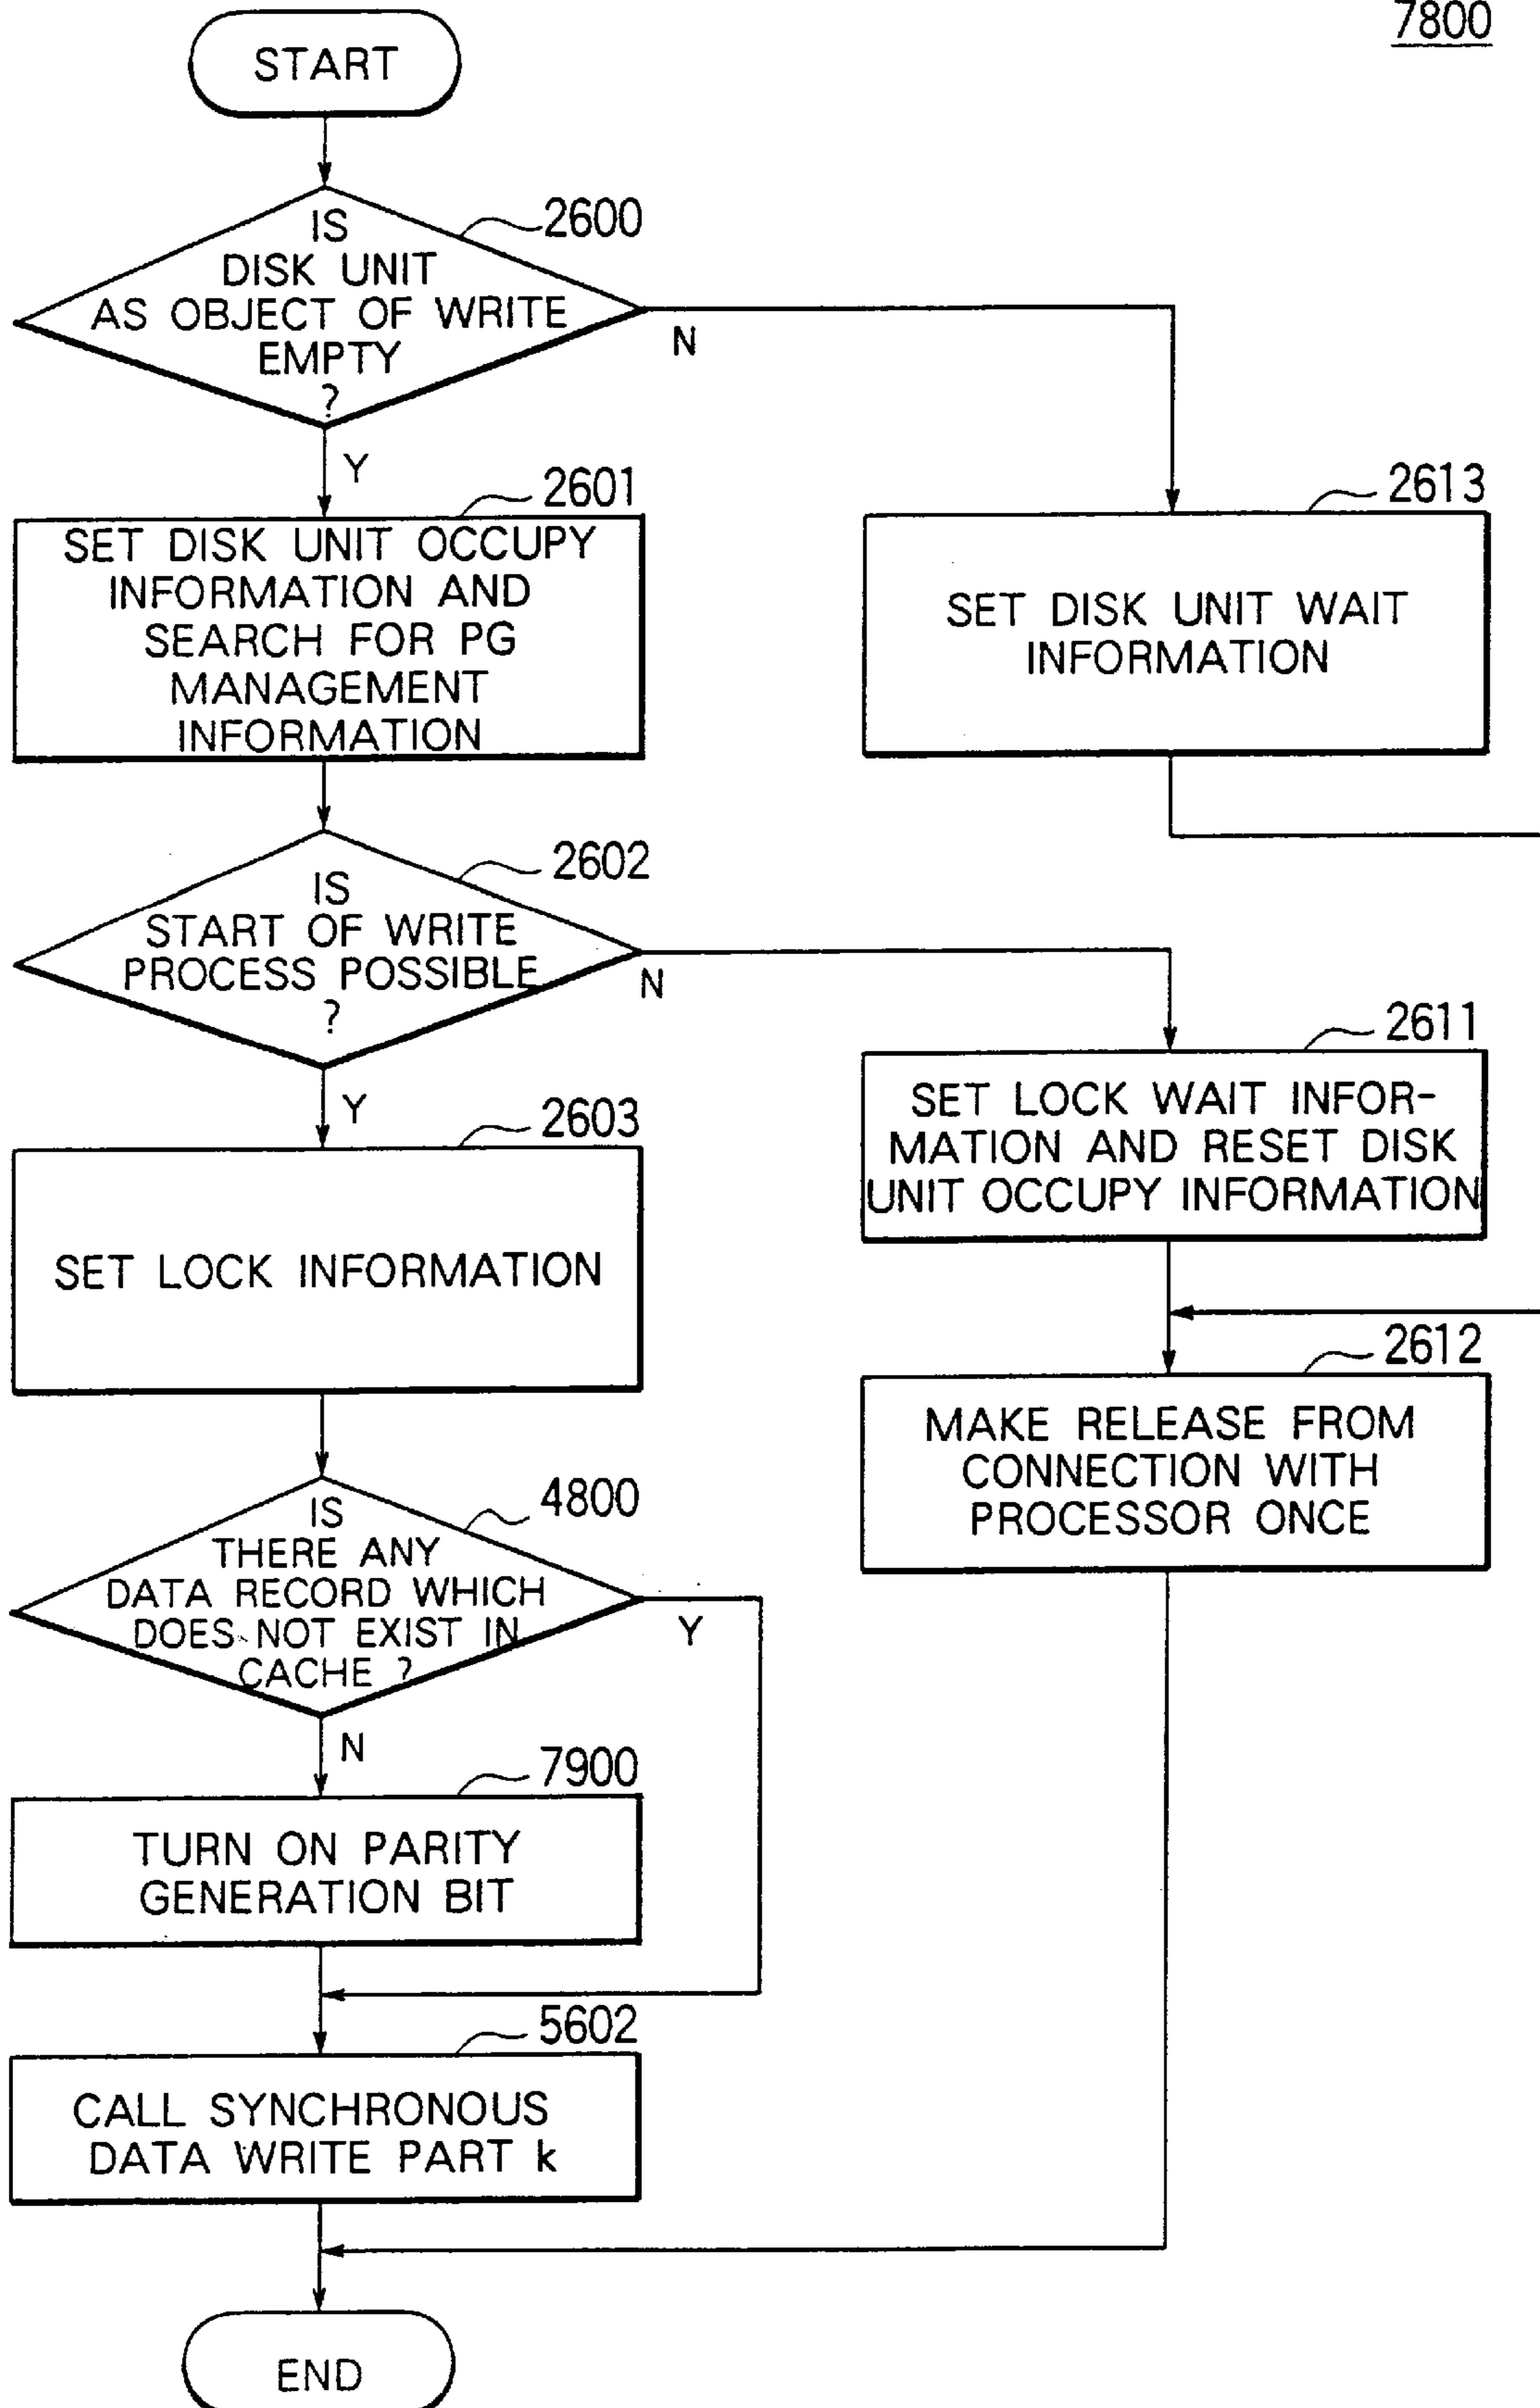 7800
START
IS
DISK UNIT
AS OBJECT OF WRITE
EMPTY
?
2600
N
Y
2601
SET DISK UNIT OCCUPY
INFORMATION AND
SEARCH FOR PG
MANAGEMENT
INFORMATION
2613
SET DISK UNIT WAIT
INFORMATION
IS
START OF WRITE
PROCESS POSSIBLE
?
2602
N
Y
2603
SET LOCK INFORMATION
2611
SET LOCK WAIT INFOR-
MATION AND RESET DISK
UNIT OCCUPY INFORMATION
2612
MAKE RELEASE FROM
CONNECTION WITH
PROCESSOR ONCE
IS
THERE ANY
DATA RECORD WHICH
DOES NOT EXIST IN
CACHE ?
4800
Y
N
7900
TURN ON PARITY
GENERATION BIT
5602
CALL SYNCHRONOUS
DATA WRITE PART k
END